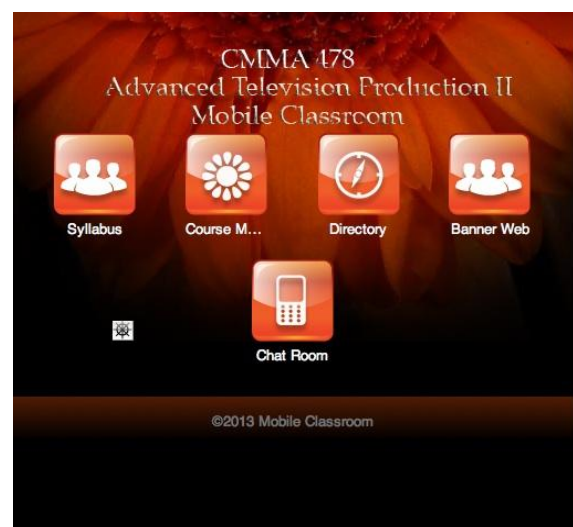 CMMA 478
Advanced Television Production II
Mobile Classroom
Syllabus
Course M...
Directory
Banner Web
Chat Room
©2013 Mobile Classroom